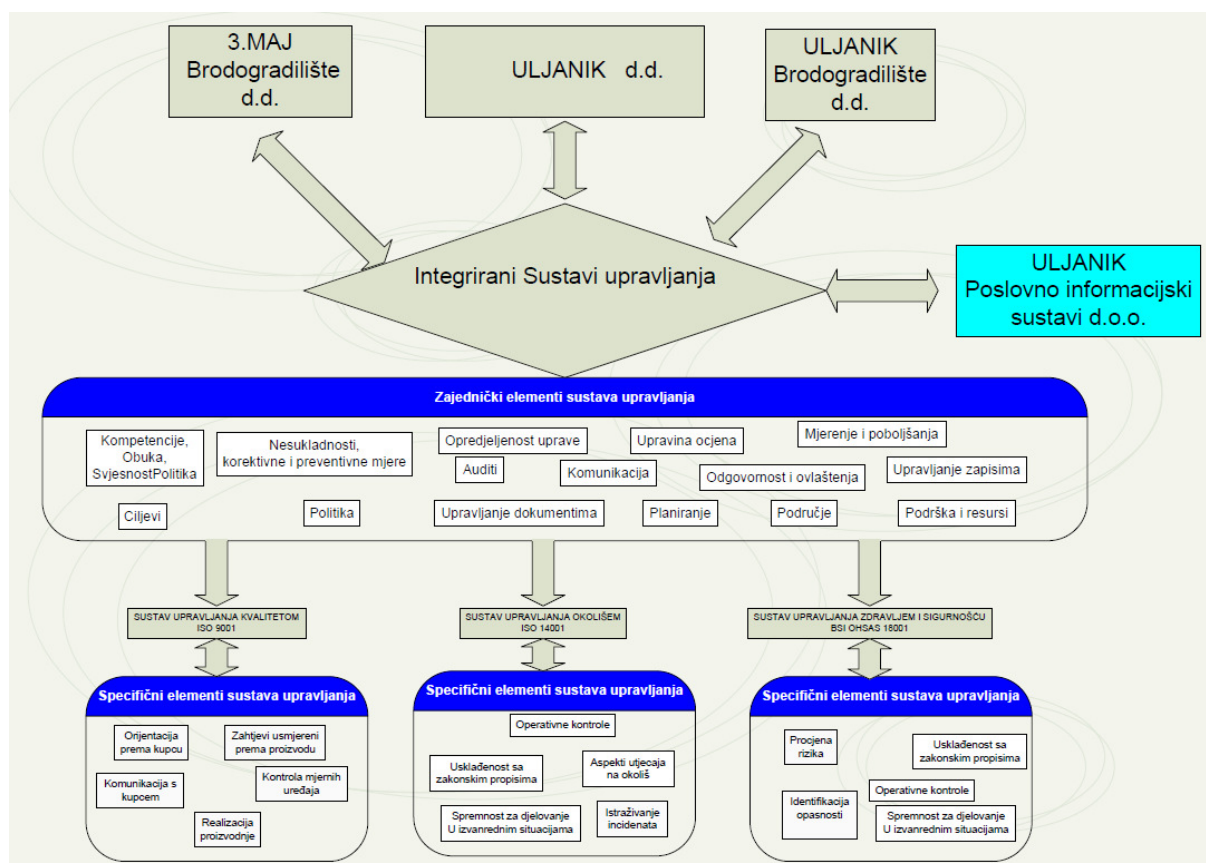 3.MAJ
Brodogradilište
d.d.
ULJANIK d.d.
ULJANIK
Brodogradilište
d.d.
Integrirani Sustavi upravljanja
ULJANIK
Poslovno informacijski
sustavi d.o.o.
Zajednički elementi sustava upravljanja
Kompetencije,
Obuka,
SvjesnostPolitika
Nesukladnosti,
korektivne i preventivne mjere
Opredjeljenost uprave
Upravina ocjena
Mjerenje i poboljšanja
Auditi
Komunikacija
Odgovornost i ovlaštenja
Upravljanje zapisima
Ciljevi
Politika
Upravljanje dokumentima
Planiranje
Područje
Podrška i resursi
SUSTAV UPRAVLJANJA KVALITETOM
ISO 9001
SUSTAV UPRAVLJANJA OKOLIŠEM
ISO 14001
SUSTAV UPRAVLJANJA ZDRAVLJEM I SIGURNOŠĆU
BSI OHSAS 18001
Specifični elementi sustava upravljanja
Orijentacija
prema kupcu
Zahtjevi usmjereni
prema proizvodu
Komunikacija s
kupoem
Kontrola mjernih
uređaja
Realizacija
proizvodnje
Specifični elementi sustava upravljanja
Operativne kontrole
Usklađenost sa
zakonskim propisima
Aspekti utjecaja
na okoliš
Spremnost za djelovanje
U izvanrednim situacijama
Istraživanje
incidenata
Specifični elementi sustava upravljanja
Procjena
rizika
Usklađenost sa
zakonskim propisima
Operativne kontrole
Identifikacija
opasnosti
Spremnost za djelovanje
U izvanrednim situacijama